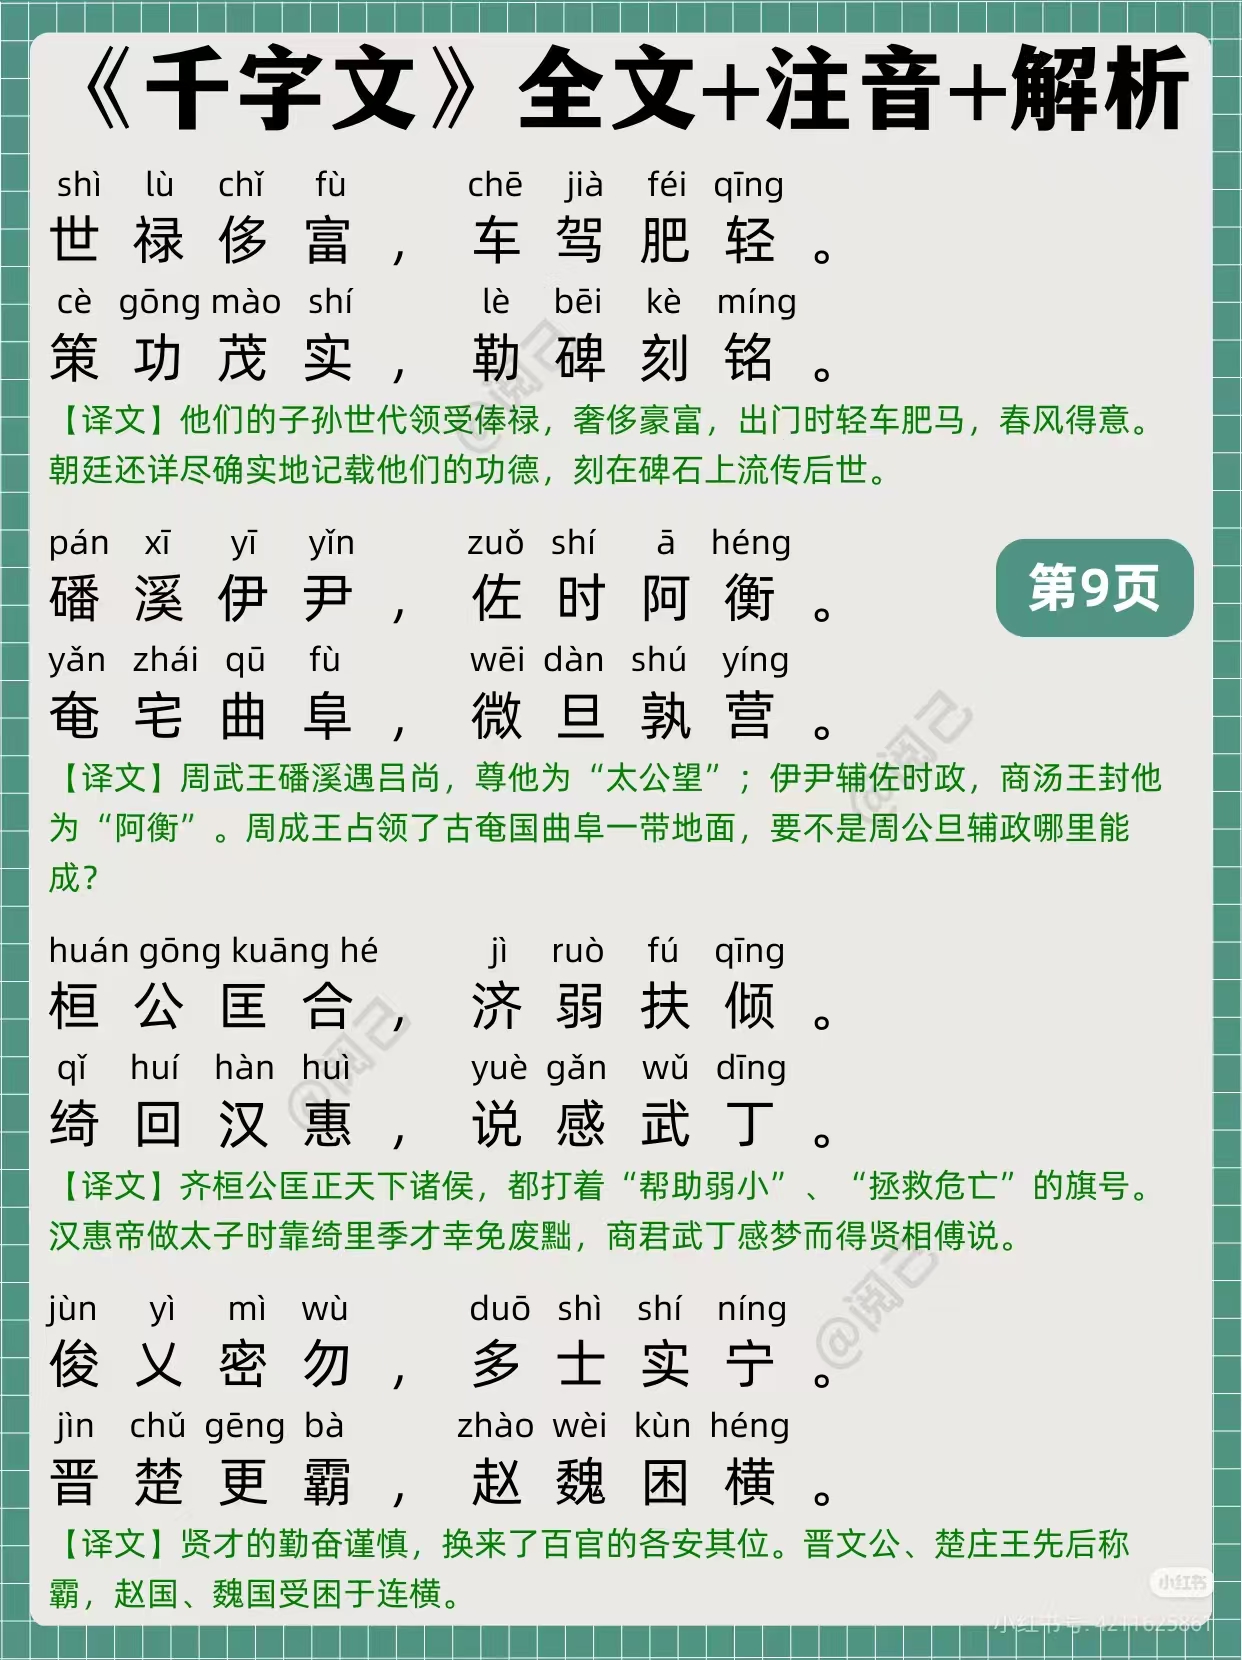 《千字文》全文+注音+解析
shì lù chǐ fù chē jià féi qīng
世禄侈富，车驾肥轻。
cè gōng mào shí lè bēi kè míng
策功茂实，勒碑刻铭。
【译文】他们的子孙世代领受俸禄，奢侈豪富，出门时轻车肥马，春风得意。
朝廷还详尽确实地记载他们的功德，刻在碑石上流传后世。
pán xī yī yǐn zuǒ shí ā héng
磻溪伊尹，佐时阿衡。
第9页
yǎn zhái qū fù wēi dàn shú yíng
奄宅曲阜，微旦孰营。
【译文】周武王磻溪遇吕尚，尊他为“太公望”；伊尹辅佐时政，商汤王封他
为“阿衡”。周成王占领了古奄国曲阜一带地面，要不是周公旦辅政哪里能
成？
huán gōng kuāng hé jì ruò fú qīng
桓公匡合，济弱扶倾。
qǐ huí hàn huì yuè gǎn wǔ dīng
绮回汉惠，说感武丁。
【译文】齐桓公匡正天下诸侯，都打着“帮助弱小”、“拯救危亡”的旗号。
汉惠帝做太子时靠绮里季才幸免废黜，商君武丁感梦而得贤相傅说。
jùn yì mì wù duō shì shí níng
俊乂密勿，多士实宁。
jìn chǔ gēng bà zhào wèi kùn héng
晋楚更霸，赵魏困横。
【译文】贤才的勤奋谨慎，换来了百官的各安其位。晋文公、楚庄王先后称
霸，赵国、魏国受困于连横。
@阅己
@阅己
@阅己
@阅己
小红书
小红书号: 4211625861